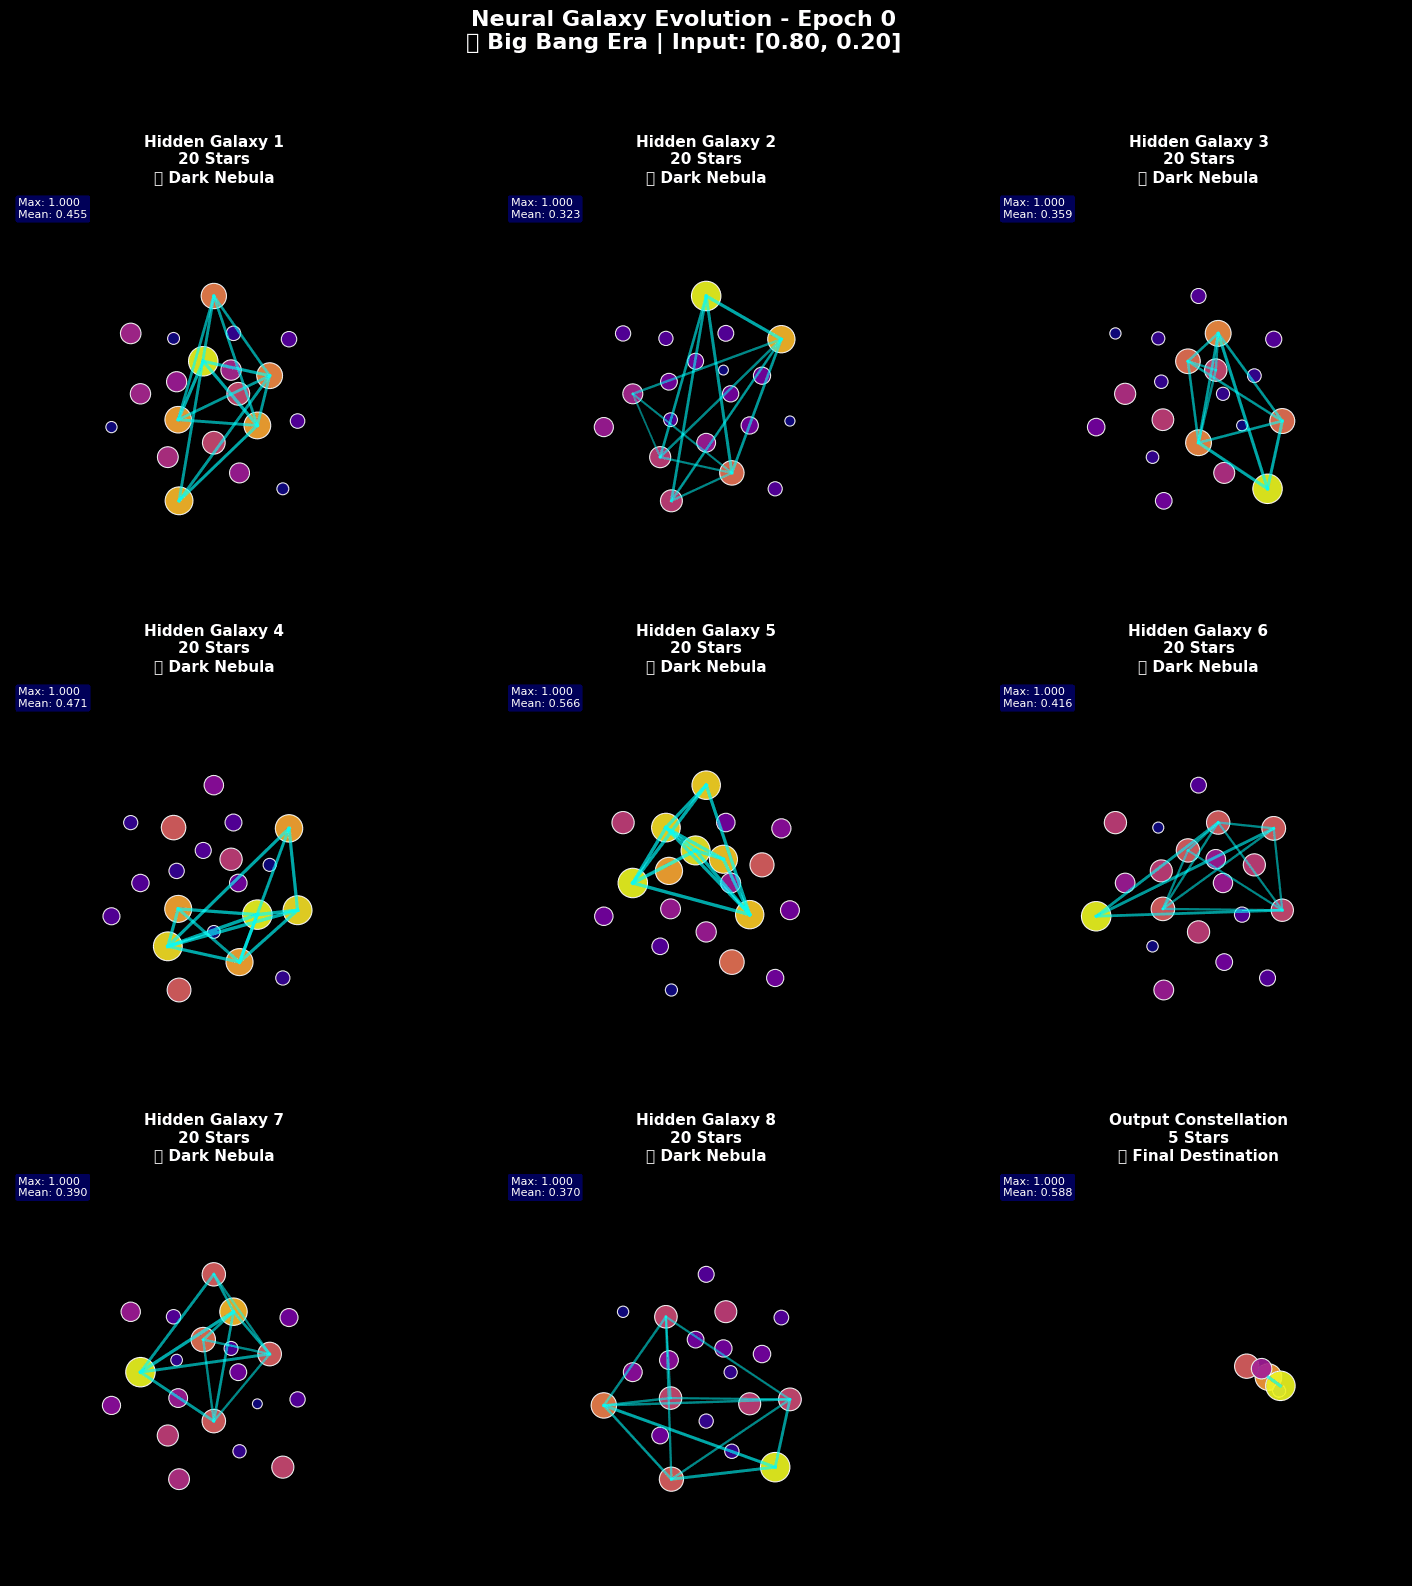 Neural Galaxy Evolution - Epoch 0
▯ Big Bang Era | Input: [0.80, 0.20]
Hidden Galaxy 1
20 Stars
▯ Dark Nebula
Max: 1.000
Mean: 0.455
Hidden Galaxy 2
20 Stars
▯ Dark Nebula
Max: 1.000
Mean: 0.323
Hidden Galaxy 3
20 Stars
▯ Dark Nebula
Max: 1.000
Mean: 0.359
Hidden Galaxy 4
20 Stars
▯ Dark Nebula
Max: 1.000
Mean: 0.471
Hidden Galaxy 5
20 Stars
▯ Dark Nebula
Max: 1.000
Mean: 0.566
Hidden Galaxy 6
20 Stars
▯ Dark Nebula
Max: 1.000
Mean: 0.416
Hidden Galaxy 7
20 Stars
▯ Dark Nebula
Max: 1.000
Mean: 0.390
Hidden Galaxy 8
20 Stars
▯ Dark Nebula
Max: 1.000
Mean: 0.370
Output Constellation
5 Stars
▯ Final Destination
Max: 1.000
Mean: 0.588